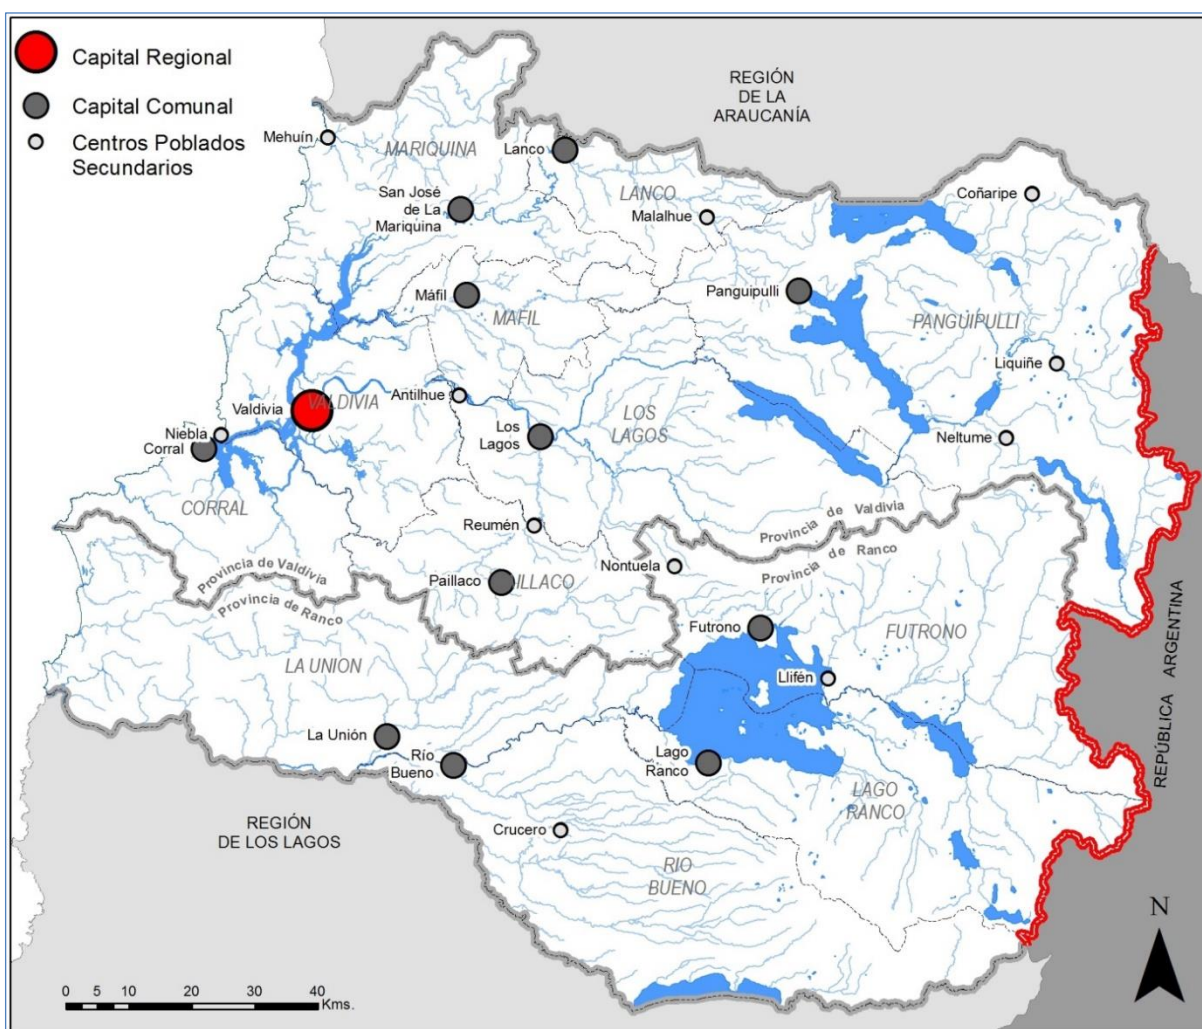 Capital Regional
Capital Comunal
Centros Poblados
Secundarios
REGIÓN
DE LA
ARAUCANÍA
Mehuín
MARIQUINA
Lanco
LANCO
Coñaripe
San José
de La
Mariquina
Malalhue
Máfil
MAFIL
Panguipulli
PANGUIPULLI
Liquiñe
Valdivia
VALDIVIA
Antilhue
LOS
LAGOS
Niebla
Corral
Los
Lagos
Neltume
CORRAL
Reumén
Provincia de Valdivia
Provincia de Ranco
Nontuela
Provincia de Valdivia
Provincia de Ranco
Paillaco
ILLACO
Futrono
FUTRONO
LA UNION
Llifén
REPÚBLICA ARGENTINA
La Unión
Río
Bueno
Lago
Ranco
LAGO
RANCO
REGIÓN
DE LOS LAGOS
Crucero
RIO
BUENO
N
0 5 10 20 30 40
Kms.